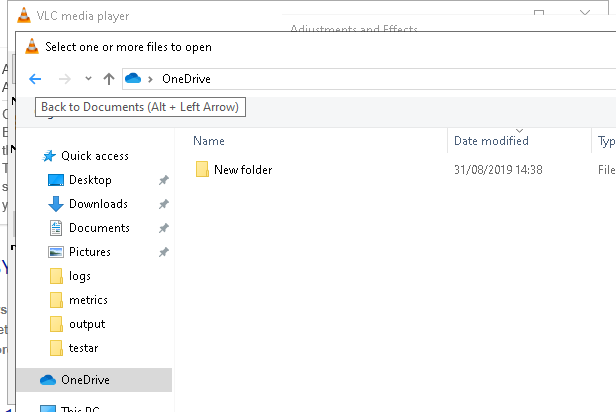 VLC media player
Adjustments and Effects
Select one or more files to open
OneDrive
Back to Documents (Alt + Left Arrow)
Name
Date modified
Typ
Quick access
New folder
31/08/2019 14:38
File
Desktop
Downloads
Documents
Pictures
logs
metrics
output
testar
OneDrive
This PC